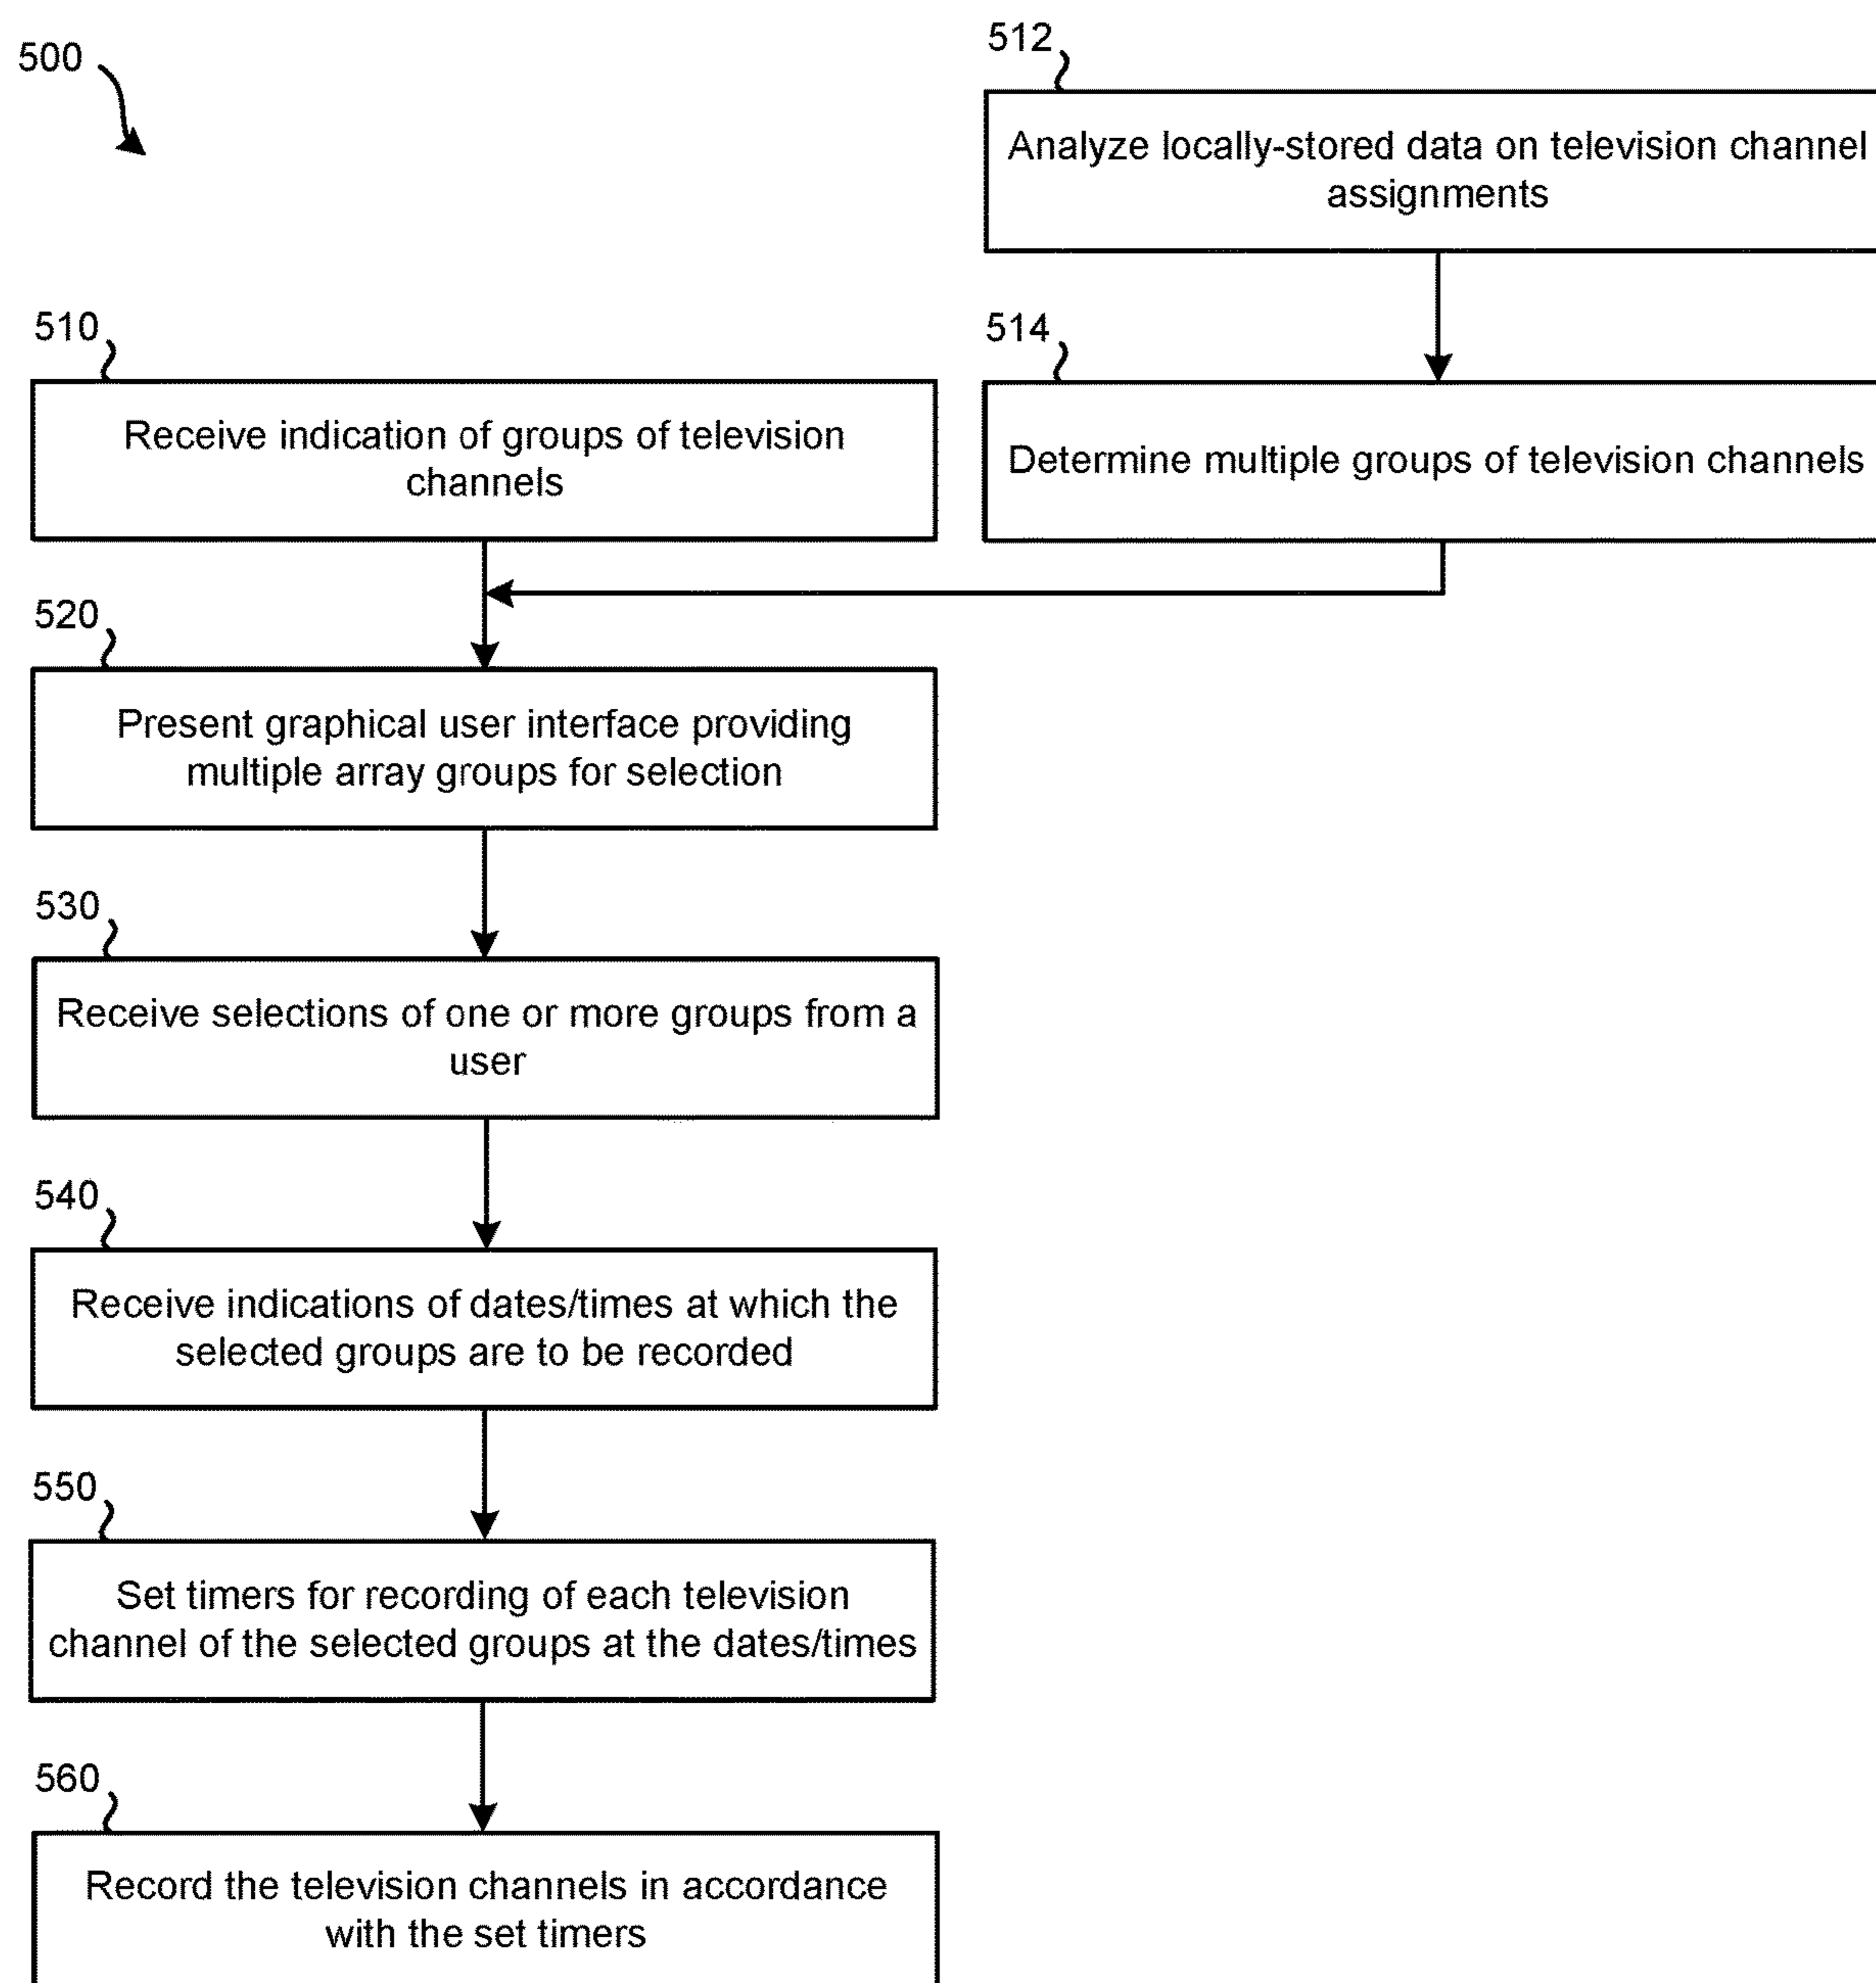 500
512
Analyze locally-stored data on television channel
assignments
510
514
Receive indication of groups of television
channels
Determine multiple groups of television channels
520
Present graphical user interface providing
multiple array groups for selection
530
Receive selections of one or more groups from a
user
540
Receive indications of dates/times at which the
selected groups are to be recorded
550
Set timers for recording of each television
channel of the selected groups at the dates/times
560
Record the television channels in accordance
with the set timers